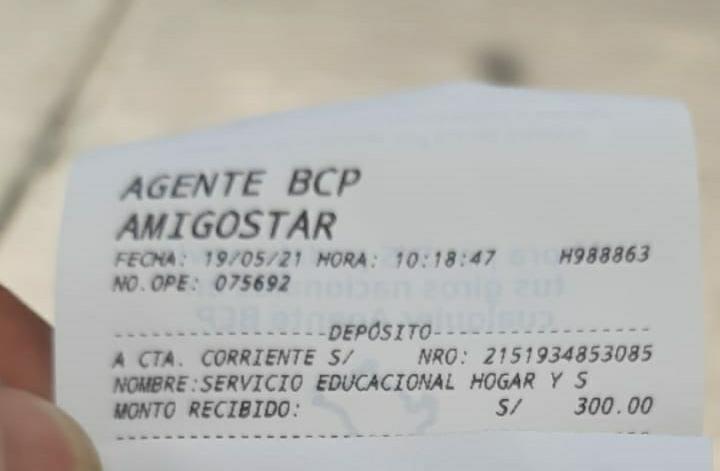 AGENTE BCP
AMIGOSTAR
FECHA: 19/05/21 HORA: 10:18:47 H988863
NO.OPE: 075692
--------------------DEPÓSITO--------------------
A CTA. CORRIENTE S/ NRO: 2151934853085
NOMBRE:SERVICIO EDUCACIONAL HOGAR Y S
MONTO RECIBIDO: S/ 300.00